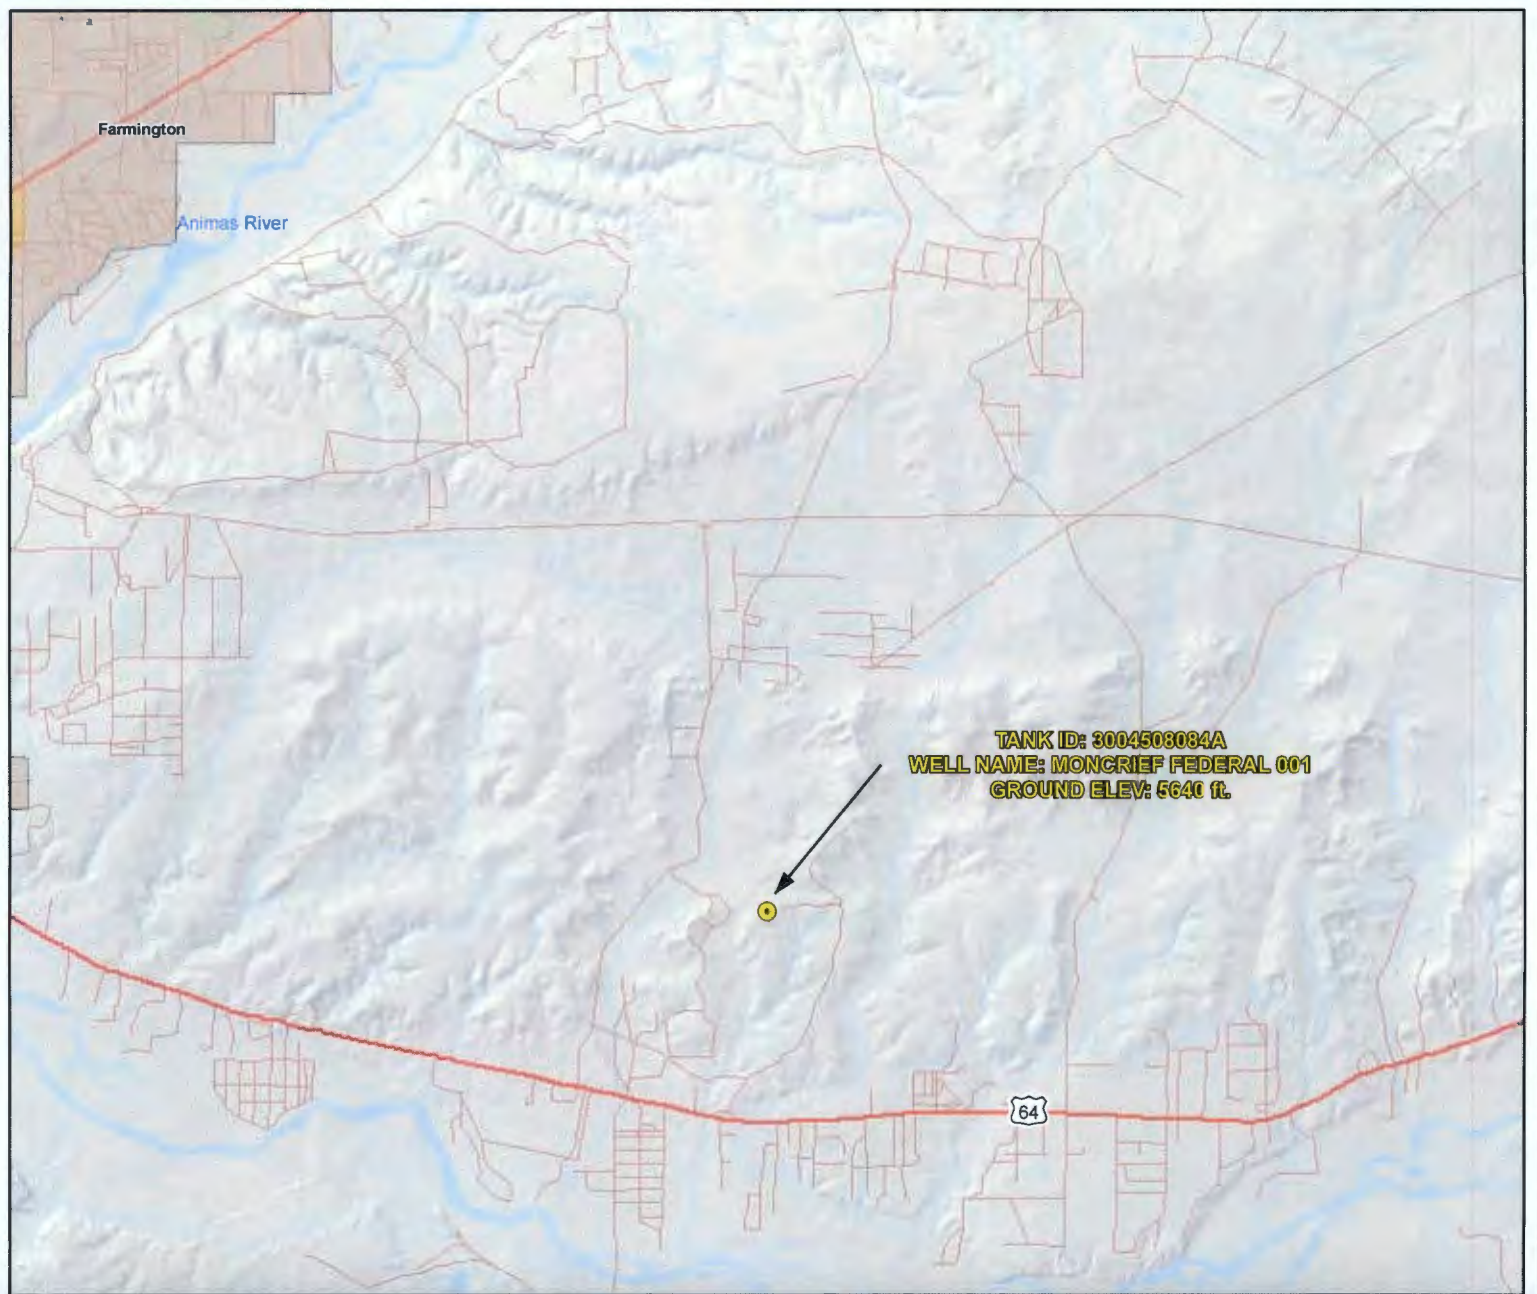 Farmington
Animas River
TANK ID: 3004508084A
WELL NAME: MONCRIEF FEDERAL 001
GROUND ELEV: 5640 ft.
64